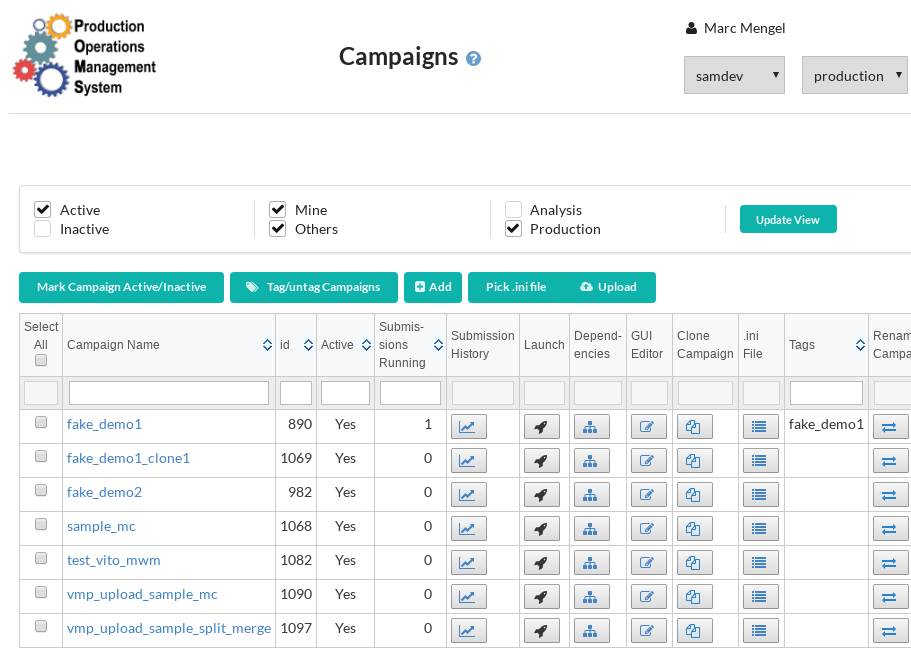 Production
Operations
Management
System
Campaigns ?
Marc Mengel
samdev
production
Active
Inactive
Mine
Others
Analysis
Production
Update View
Mark Campaign Active/Inactive
Tag/untag Campaigns
Add
Pick .ini file
Upload
Select All
Campaign Name
id
Active
Submis-
sions
Running
Submission
History
Launch
Depend-
encies
GUI
Editor
Clone
Campaign
.ini
File
Tags
Renam
Campa
fake_demo1 890 Yes 1 fake_demo1
fake_demo1_clone1 1069 Yes 0
fake_demo2 982 Yes 0
sample_mc 1068 Yes 0
test_vito_mwm 1082 Yes 0
vmp_upload_sample_mc 1090 Yes 0
vmp_upload_sample_split_merge 1097 Yes 0